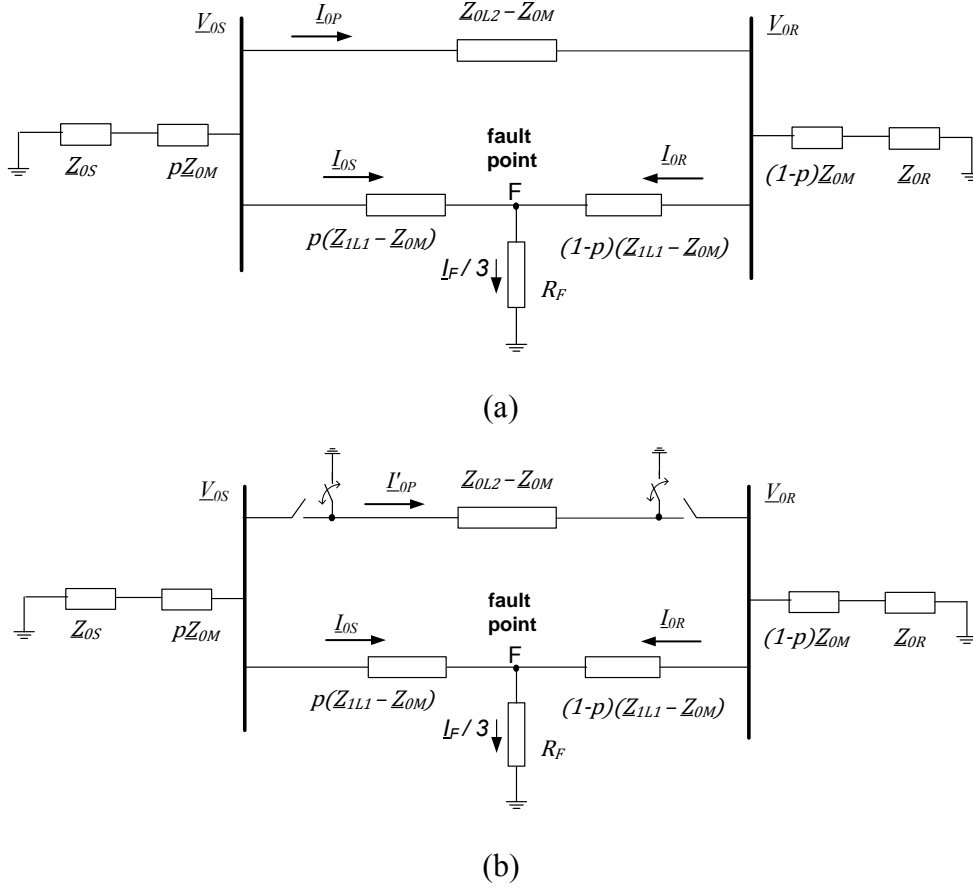 I0P
Z0L2 – Z0M
V0S
V0R
fault
point
Z0S
pZ0M
I0S
F
I0R
(1-p)Z0M
Z0R
p(Z1L1 – Z0M)
(1-p)(Z1L1 – Z0M)
IF / 3
RF
(a)
V0S
I'0P
Z0L2 – Z0M
V0R
fault
point
Z0S
pZ0M
I0S
F
I0R
(1-p)Z0M
Z0R
p(Z1L1 – Z0M)
(1-p)(Z1L1 – Z0M)
IF / 3
RF
(b)